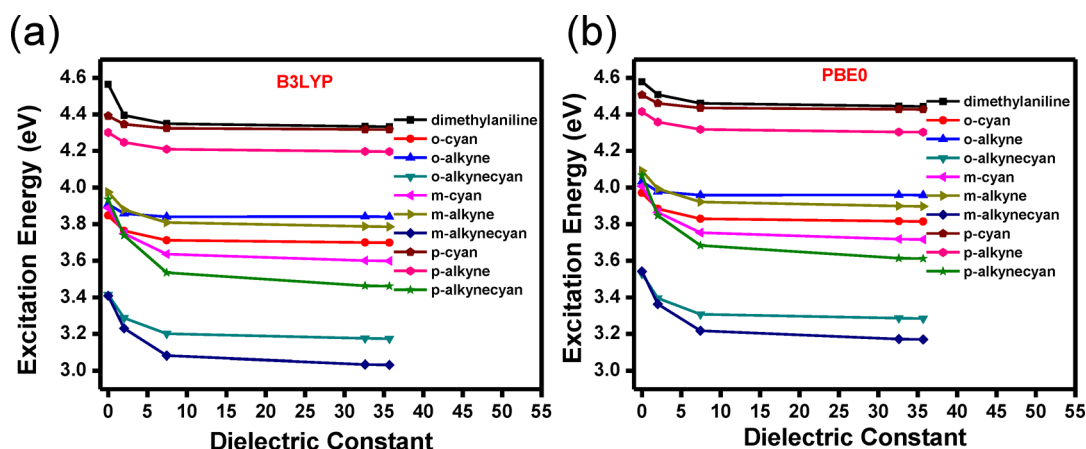 (a)
B3LYP
Excitation Energy (eV)
4.6
4.4
4.2
4.0
3.8
3.6
3.4
3.2
3.0
0 5 10 15 20 25 30 35 40 45 50 55
Dielectric Constant
dimethylaniline
o-cyan
o-alkyne
o-alkynecyan
m-cyan
m-alkyne
m-alkynecyan
p-cyan
p-alkyne
p-alkynecyan
(b)
PBE0
Excitation Energy (eV)
4.6
4.4
4.2
4.0
3.8
3.6
3.4
3.2
3.0
0 5 10 15 20 25 30 35 40 45 50 55
Dielectric Constant
dimethylaniline
o-cyan
o-alkyne
o-alkynecyan
m-cyan
m-alkyne
m-alkynecyan
p-cyan
p-alkyne
p-alkynecyan